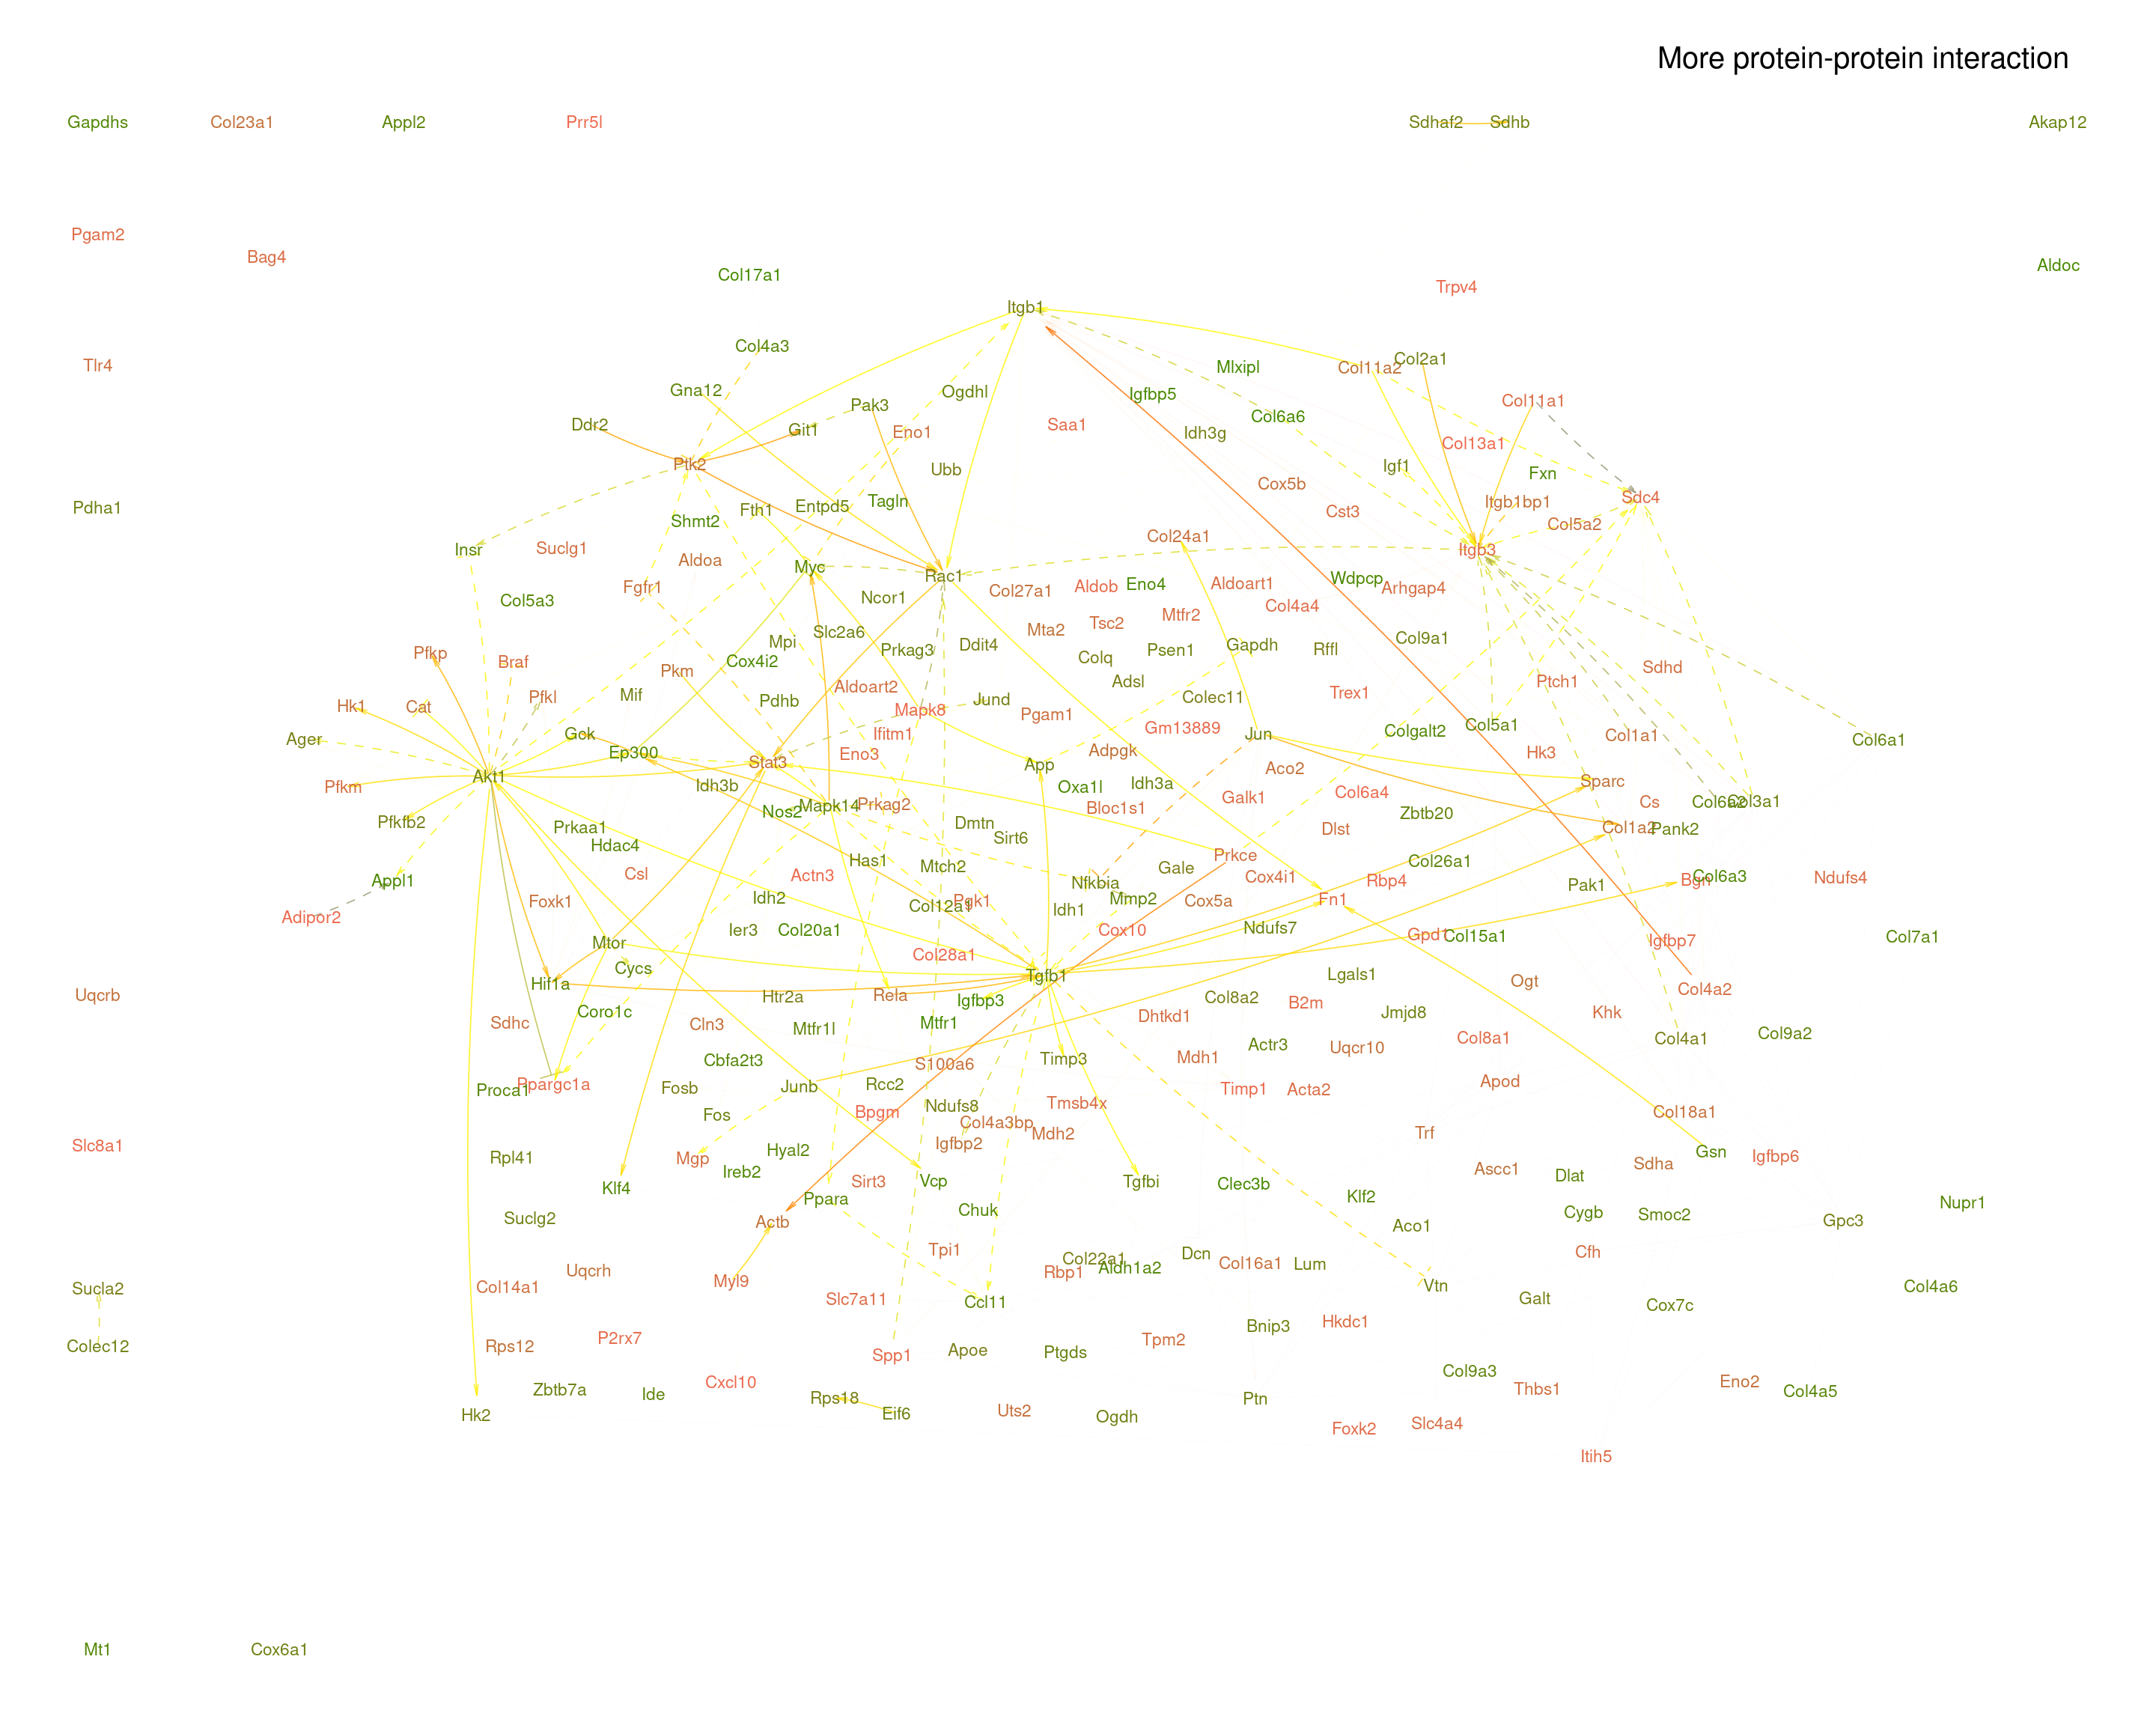 More protein-protein interaction
Gapdhs
Col23a1
Appl2
Prr5l
Sdhaf2
Sdhb
Akap12
Pgam2
Bag4
Aldoc
Col17a1
Trpv4
Itgb1
Col4a3
Tlr4
Mlxipl
Col11a2
Col2a1
Gna12
Ogdhl
Igfbp5
Pak3
Col11a1
Ddr2
Git1
Eno1
Saa1
Col6a6
Idh3g
Col13a1
Ptk2
Ubb
Igf1
Fxn
Cox5b
Sdc4
Pdha1
Fth1
Entpd5
Tagln
Cst3
Itgb1bp1
Shmt2
Col5a2
Insr
Suclg1
Col24a1
Itgb3
Aldoa
Myc
Rac1
Wdpcp
Fgfr1
Col27a1
Aldob
Eno4
Aldoart1
Arhgap4
Col5a3
Ncor1
Col4a4
Mtfr2
Tsc2
Mta2
Slc2a6
Mpi
Prkag3
Ddit4
Col9a1
Gapdh
Rffl
Psen1
Pfkp
Braf
Cox4i2
Colq
Sdhd
Pkm
Adsl
Ptch1
Aldoart2
Trex1
Pfkl
Mif
Pdhb
Jund
Colec11
Hk1
Cat
Mapk8
Pgam1
Gm13889
Colgalt2
Col5a1
Ager
Gck
Ifitm1
Jun
Col1a1
Col6a1
Ep300
Eno3
Adpgk
Hk3
Stat3
App
Aco2
Akt1
Idh3b
Oxa1l
Idh3a
Sparc
Pfkm
Col6a4
Galk1
Nos2
Mapk14
Prkag2
Bloc1s1
Cs
Col6a2
Col3a1
Zbtb20
Pfkfb2
Prkaa1
Dmtn
Dlst
Col1a2
Pank2
Hdac4
Sirt6
Has1
Prkce
Col26a1
Mtch2
Gale
Csl
Actn3
Cox4i1
Appl1
Nfkbia
Rbp4
Pak1
Bgn
Col6a3
Ndufs4
Foxk1
Idh2
Col12a1
Pgk1
Idh1
Mmp2
Cox5a
Fn1
Adipor2
Ier3
Col20a1
Cox10
Ndufs7
Gpd1
Col15a1
Igfbp7
Col7a1
Mtor
Col28a1
Cycs
Tgfb1
Lgals1
Hif1a
Ogt
Col4a2
Uqcrb
Htr2a
Rela
Igfbp3
Col8a2
B2m
Coro1c
Dhtkd1
Jmjd8
Khk
Sdhc
Cln3
Mtfr1l
Mtfr1
Col8a1
Col4a1
Col9a2
Actr3
Uqcr10
Cbfa2t3
S100a6
Timp3
Mdh1
Proca1
Ppargc1a
Fosb
Junb
Rcc2
Timp1
Acta2
Apod
Ndufs8
Tmsb4x
Fos
Bpgm
Col18a1
Col4a3bp
Mdh2
Trf
Slc8a1
Igfbp2
Hyal2
Gsn
Rpl41
Mgp
Igfbp6
Sdha
Ireb2
Ascc1
Dlat
Klf4
Sirt3
Vcp
Tgfbi
Clec3b
Ppara
Klf2
Nupr1
Chuk
Cygb
Smoc2
Suclg2
Actb
Aco1
Gpc3
Tpi1
Dcn
Cfh
Col22a1
Aldh1a2
Rbp1
Col16a1
Lum
Uqcrh
Myl9
Col14a1
Sucla2
Vtn
Col4a6
Slc7a11
Ccl11
Galt
Cox7c
Hkdc1
Bnip3
P2rx7
Tpm2
Colec12
Rps12
Spp1
Apoe
Ptgds
Col9a3
Cxcl10
Eno2
Zbtb7a
Ide
Thbs1
Col4a5
Rps18
Ptn
Hk2
Eif6
Uts2
Ogdh
Foxk2
Slc4a4
Itih5
Mt1
Cox6a1